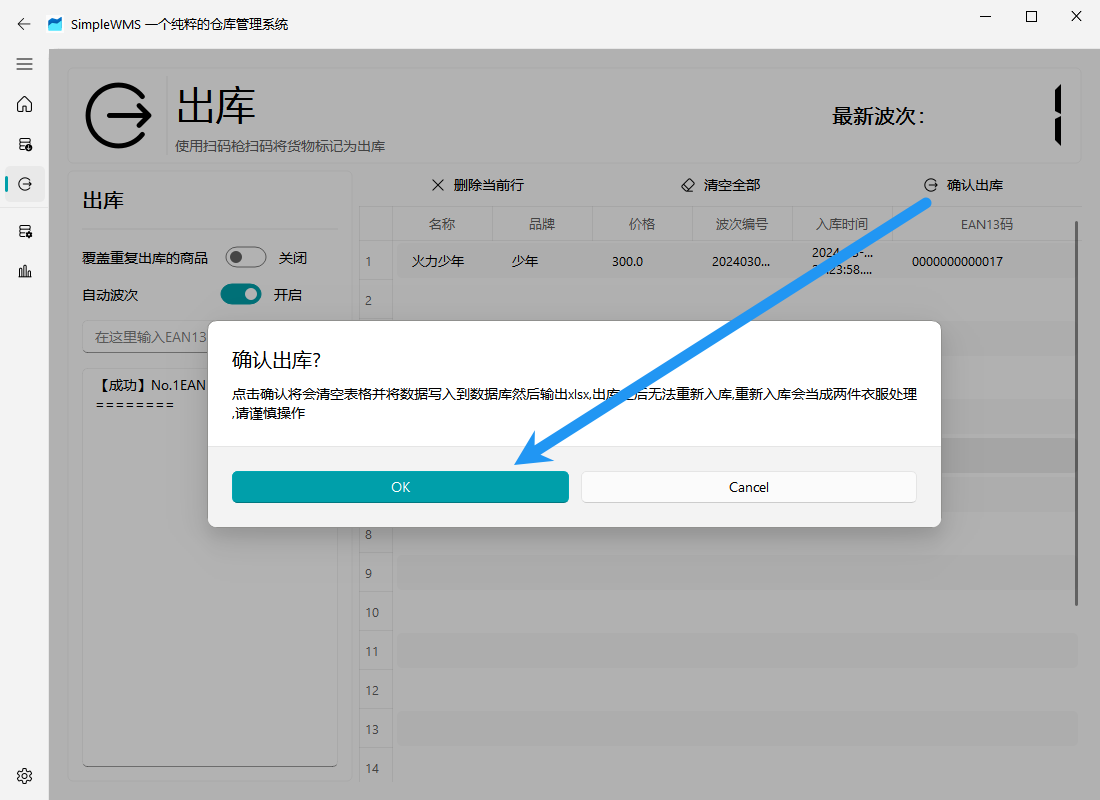 SimpleWMS 一个纯粹的仓库管理系统
出库
使用扫码枪扫码将货物标记为出库
最新波次:
1
出库
删除当前行
清空全部
确认出库
名称
品牌
价格
波次编号
入库时间
EAN13码
覆盖重复出库的商品
关闭
1
火力少年
少年
300.0
2024030...
0000000000017
自动波次
开启
2
在这里输入EAN13
【成功】No.1EAN
========
确认出库?
点击确认将会清空表格并将数据写入到数据库然后输出xlsx,出库后无法重新入库,重新入库会当成两件衣服处理
,请谨慎操作
OK
Cancel
8
9
10
11
12
13
14